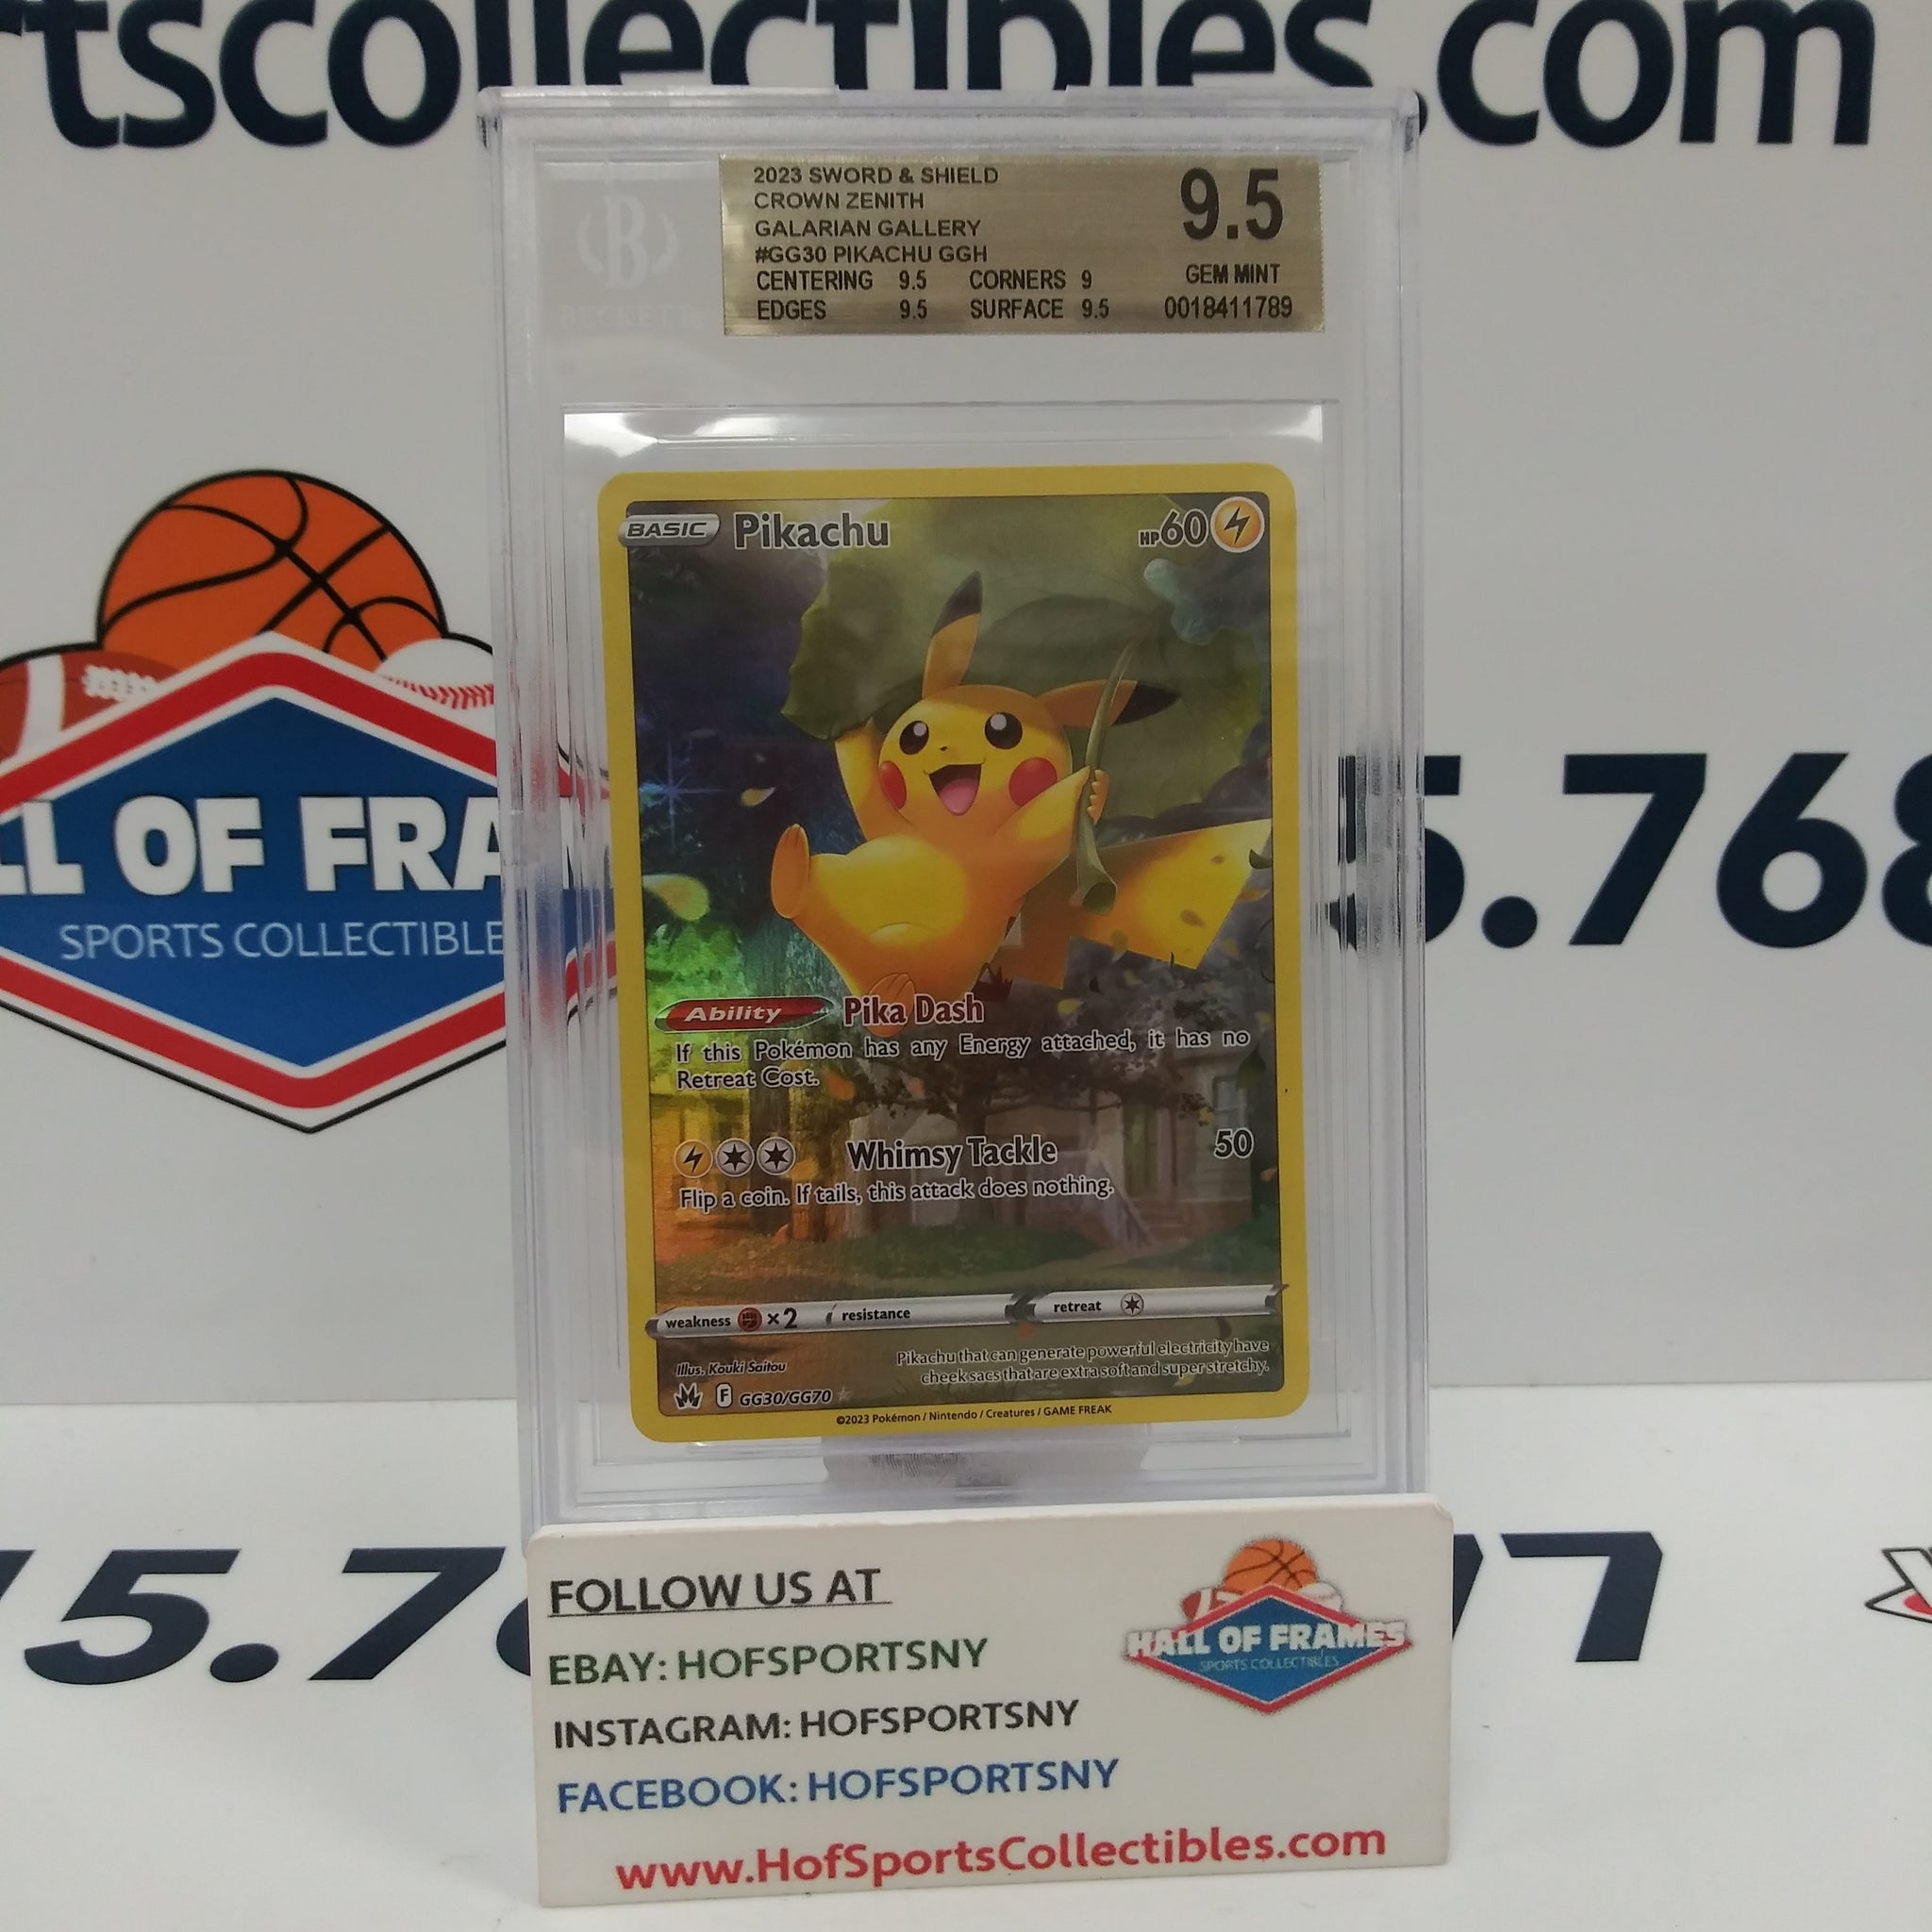 rtscollectibles.com
2023 SWORD & SHIELD
CROWN ZENITH
GALARIAN GALLERY
#GG30 PIKACHU GGH
CENTERING 9.5 CORNERS 9
EDGES 9.5 SURFACE 9.5
9.5
GEM MINT
0018411789
B
BECKETT
BASIC Pikachu HP60
Ability Pika Dash
If this Pokémon has any Energy attached, it has no
Retreat Cost.
Whimsy Tackle 50
Flip a coin. If tails, this attack does nothing.
weakness ×2 resistance retreat
Illus. Kouki Saitou
Pikachu that can generate powerful electricity have
cheek sacs that are extra soft and super stretchy.
F GG30/GG70
©2023 Pokémon / Nintendo / Creatures / GAME FREAK
LL OF FRA
SPORTS COLLECTIBLE
5.768
15.7
FOLLOW US AT
EBAY: HOFSPORTSNY
INSTAGRAM: HOFSPORTSNY
FACEBOOK: HOFSPORTSNY
www.HofSportsCollectibles.com
HALL OF FRAMES
SPORTS COLLECTIBLES